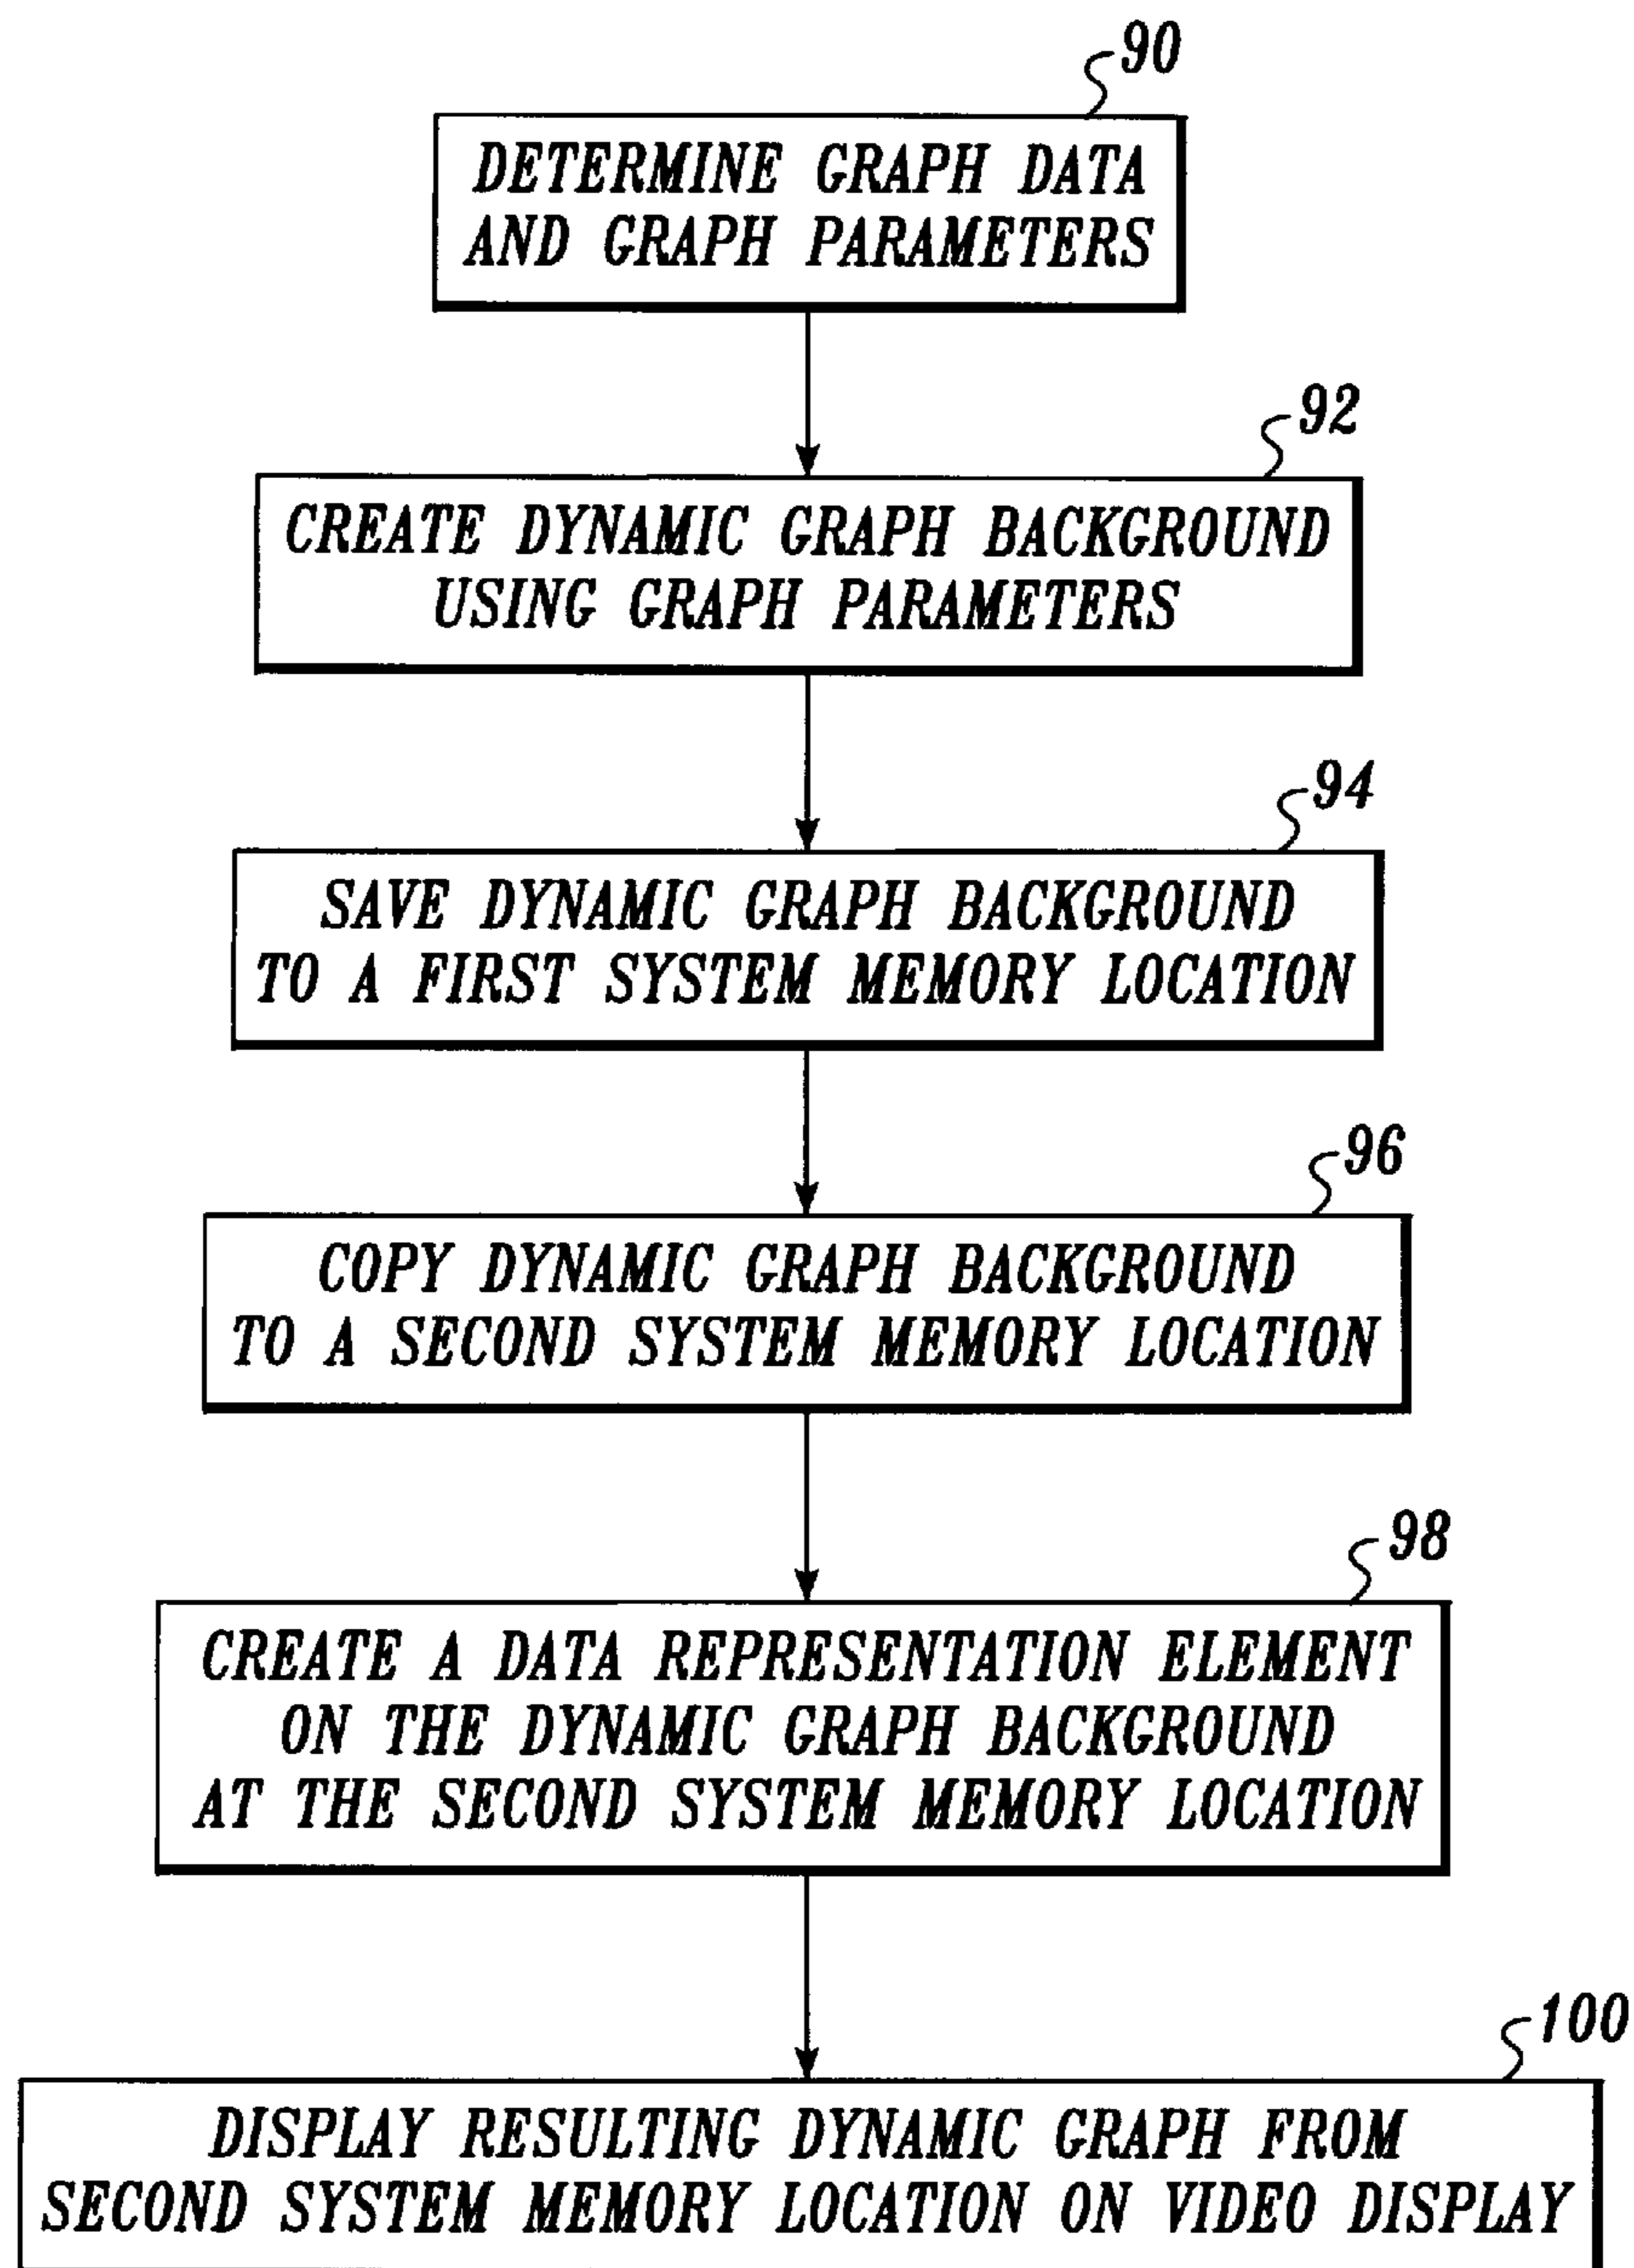 90
DETERMINE GRAPH DATA
AND GRAPH PARAMETERS
92
CREATE DYNAMIC GRAPH BACKGROUND
USING GRAPH PARAMETERS
94
SAVE DYNAMIC GRAPH BACKGROUND
TO A FIRST SYSTEM MEMORY LOCATION
96
COPY DYNAMIC GRAPH BACKGROUND
TO A SECOND SYSTEM MEMORY LOCATION
98
CREATE A DATA REPRESENTATION ELEMENT
ON THE DYNAMIC GRAPH BACKGROUND
AT THE SECOND SYSTEM MEMORY LOCATION
100
DISPLAY RESULTING DYNAMIC GRAPH FROM
SECOND SYSTEM MEMORY LOCATION ON VIDEO DISPLAY